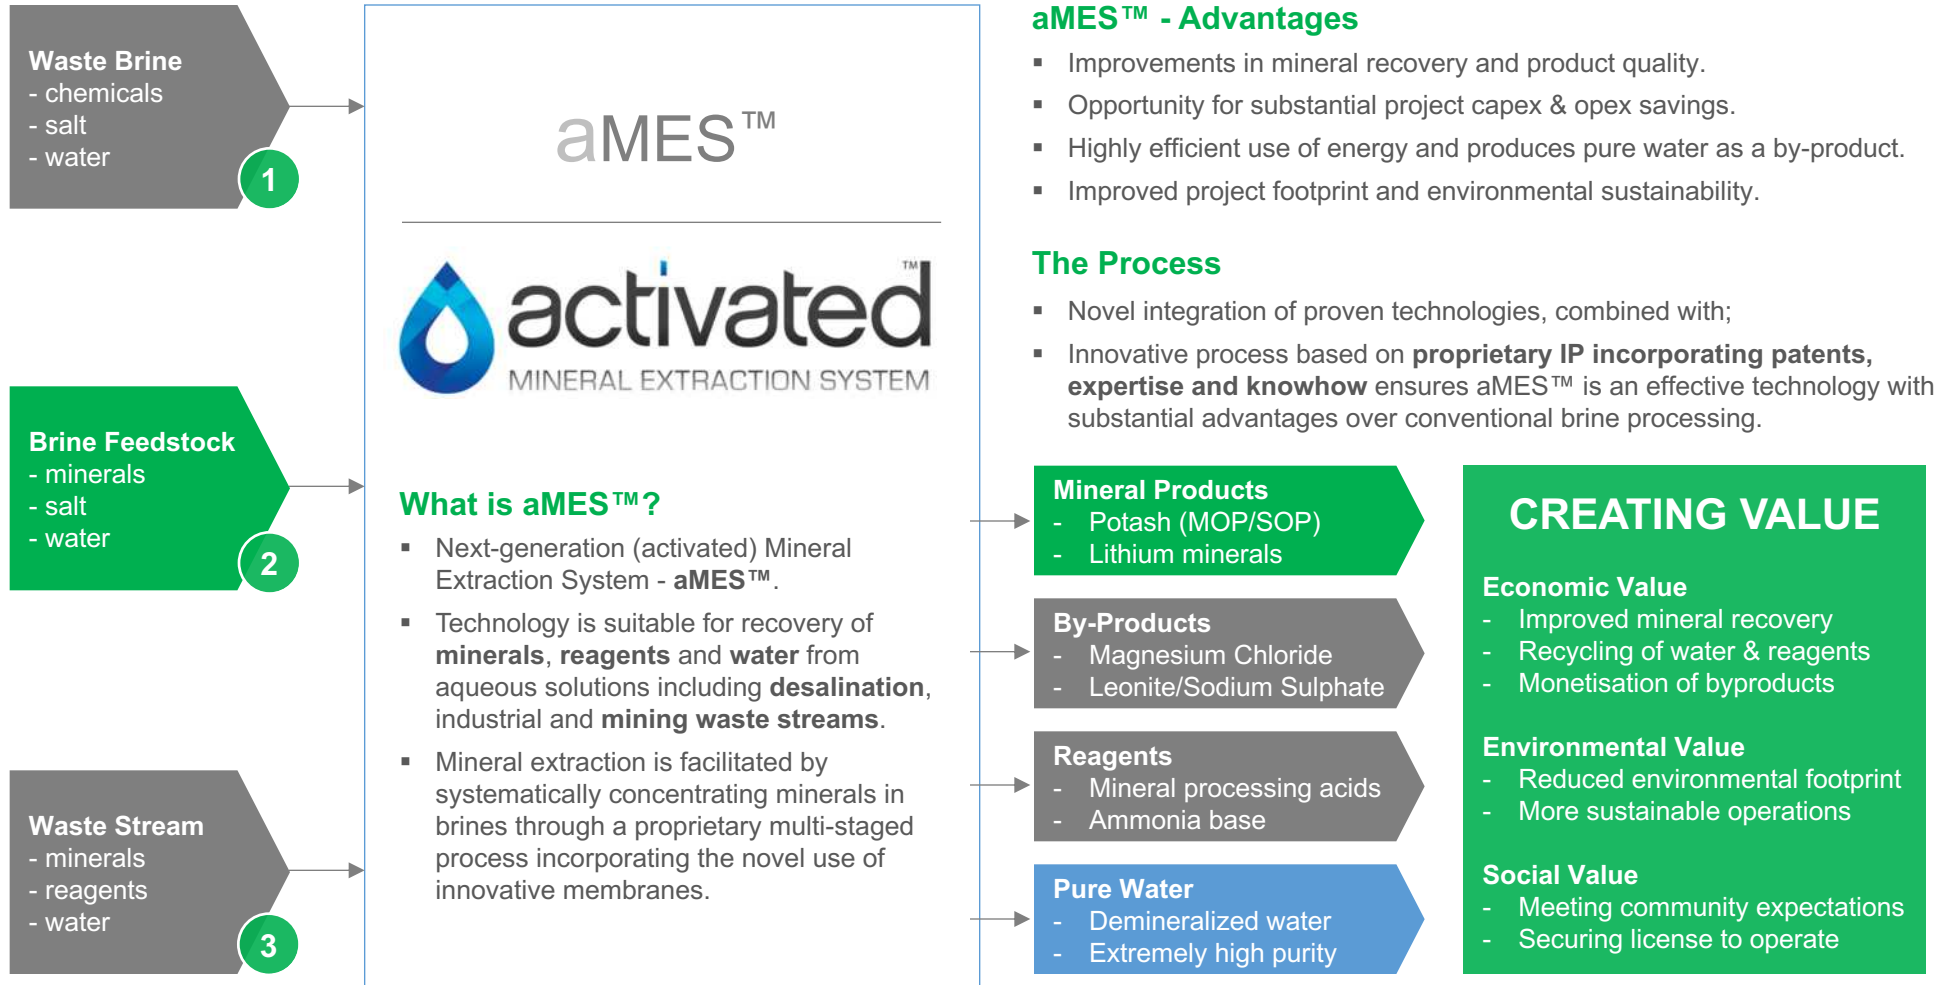 Waste Brine
- chemicals
- salt
- water
1
Brine Feedstock
- minerals
- salt
- water
2
Waste Stream
- minerals
- reagents
- water
3
aMES™
activated™
MINERAL EXTRACTION SYSTEM
What is aMES™?
▪ Next-generation (activated) Mineral
Extraction System - aMES™.
▪ Technology is suitable for recovery of
minerals, reagents and water from
aqueous solutions including desalination,
industrial and mining waste streams.
▪ Mineral extraction is facilitated by
systematically concentrating minerals in
brines through a proprietary multi-staged
process incorporating the novel use of
innovative membranes.
aMES™ - Advantages
▪ Improvements in mineral recovery and product quality.
▪ Opportunity for substantial project capex & opex savings.
▪ Highly efficient use of energy and produces pure water as a by-product.
▪ Improved project footprint and environmental sustainability.
The Process
▪ Novel integration of proven technologies, combined with;
▪ Innovative process based on proprietary IP incorporating patents,
expertise and knowhow ensures aMES™ is an effective technology with
substantial advantages over conventional brine processing.
Mineral Products
- Potash (MOP/SOP)
- Lithium minerals
By-Products
- Magnesium Chloride
- Leonite/Sodium Sulphate
Reagents
- Mineral processing acids
- Ammonia base
Pure Water
- Demineralized water
- Extremely high purity
CREATING VALUE
Economic Value
- Improved mineral recovery
- Recycling of water & reagents
- Monetisation of byproducts
Environmental Value
- Reduced environmental footprint
- More sustainable operations
Social Value
- Meeting community expectations
- Securing license to operate